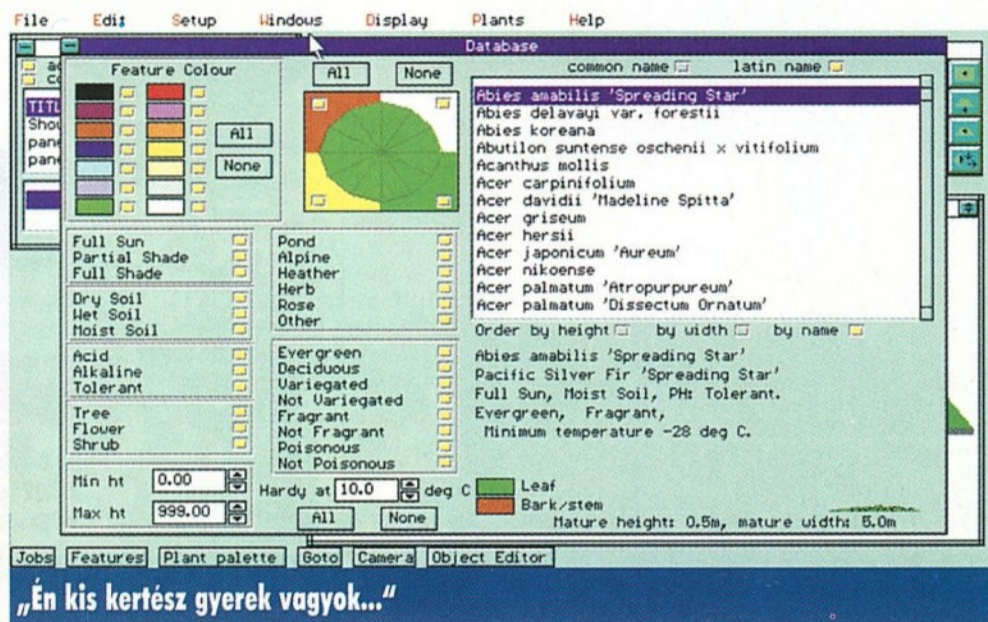 File Edit Setup Windows Display Plants Help
Database
Feature Colour
All
None
All None
common name latin name
Abies amabilis 'Spreading Star'
Abies delavayi var. forestii
Abies koreana
Abutilon suntense oschenii x vitifolium
Acanthus mollis
Acer carpinifolium
Acer davidii 'Madeline Spitta'
Acer griseum
Acer hersii
Acer japonicum 'Aureum'
Acer nikoense
Acer palmatum 'Atropurpureum'
Acer palmatum 'Dissectum Ornatum'
Order by height by width by name
Full Sun
Partial Shade
Full Shade
Dry Soil
Wet Soil
Moist Soil
Acid
Alkaline
Tolerant
Tree
Flower
Shrub
Min ht 0.00
Max ht 999.00
Pond
Alpine
Heather
Herb
Rose
Other
Evergreen
Deciduous
Variegated
Not Variegated
Fragrant
Not Fragrant
Poisonous
Not Poisonous
Hardy at 10.0 deg C
All None
Abies amabilis 'Spreading Star'
Pacific Silver Fir 'Spreading Star'
Full Sun, Moist Soil, PH: Tolerant.
Evergreen, Fragrant,
Minimum temperature -28 deg C.
Leaf
Bark/stem
Mature height: 0.5m, mature width: 5.0m
Jobs Features Plant palette Goto Camera Object Editor
„Én kis kertész gyerek vagyok...“